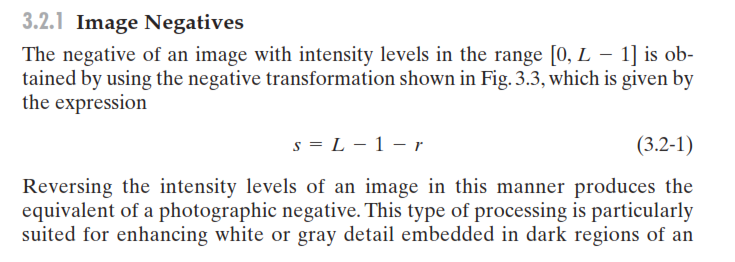 3.2.1 Image Negatives
The negative of an image with intensity levels in the range [0, L − 1] is ob-
tained by using the negative transformation shown in Fig. 3.3, which is given by
the expression
s = L − 1 − r (3.2-1)
Reversing the intensity levels of an image in this manner produces the
equivalent of a photographic negative. This type of processing is particularly
suited for enhancing white or gray detail embedded in dark regions of an